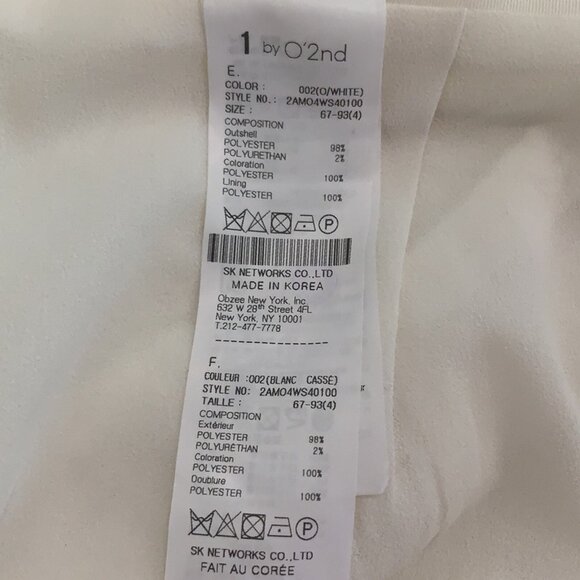 1 by O'2nd
E.
COLOR : 002(O/WHITE)
STYLE NO.: 2AMO4WS40100
SIZE : 67-93(4)
COMPOSITION
Outshell
POLYESTER 98%
POLYURETHAN 2%
Coloration
POLYESTER 100%
Lining
POLYESTER 100%
P
SK NETWORKS CO.,LTD
MADE IN KOREA
Obzee New York, Inc
632 W 28th Street 4FL
New York, NY 10001
T.212-477-7778
F.
COULEUR :002(BLANC CASSÉ)
STYLE NO: 2AMO4WS40100
TAILLE : 67-93(4)
COMPOSITION
Extérieur
POLYESTER 98%
POLYURÉTHAN 2%
Coloration
POLYESTER 100%
Doublure
POLYESTER 100%
P
SK NETWORKS CO.,LTD
FAIT AU CORÉE